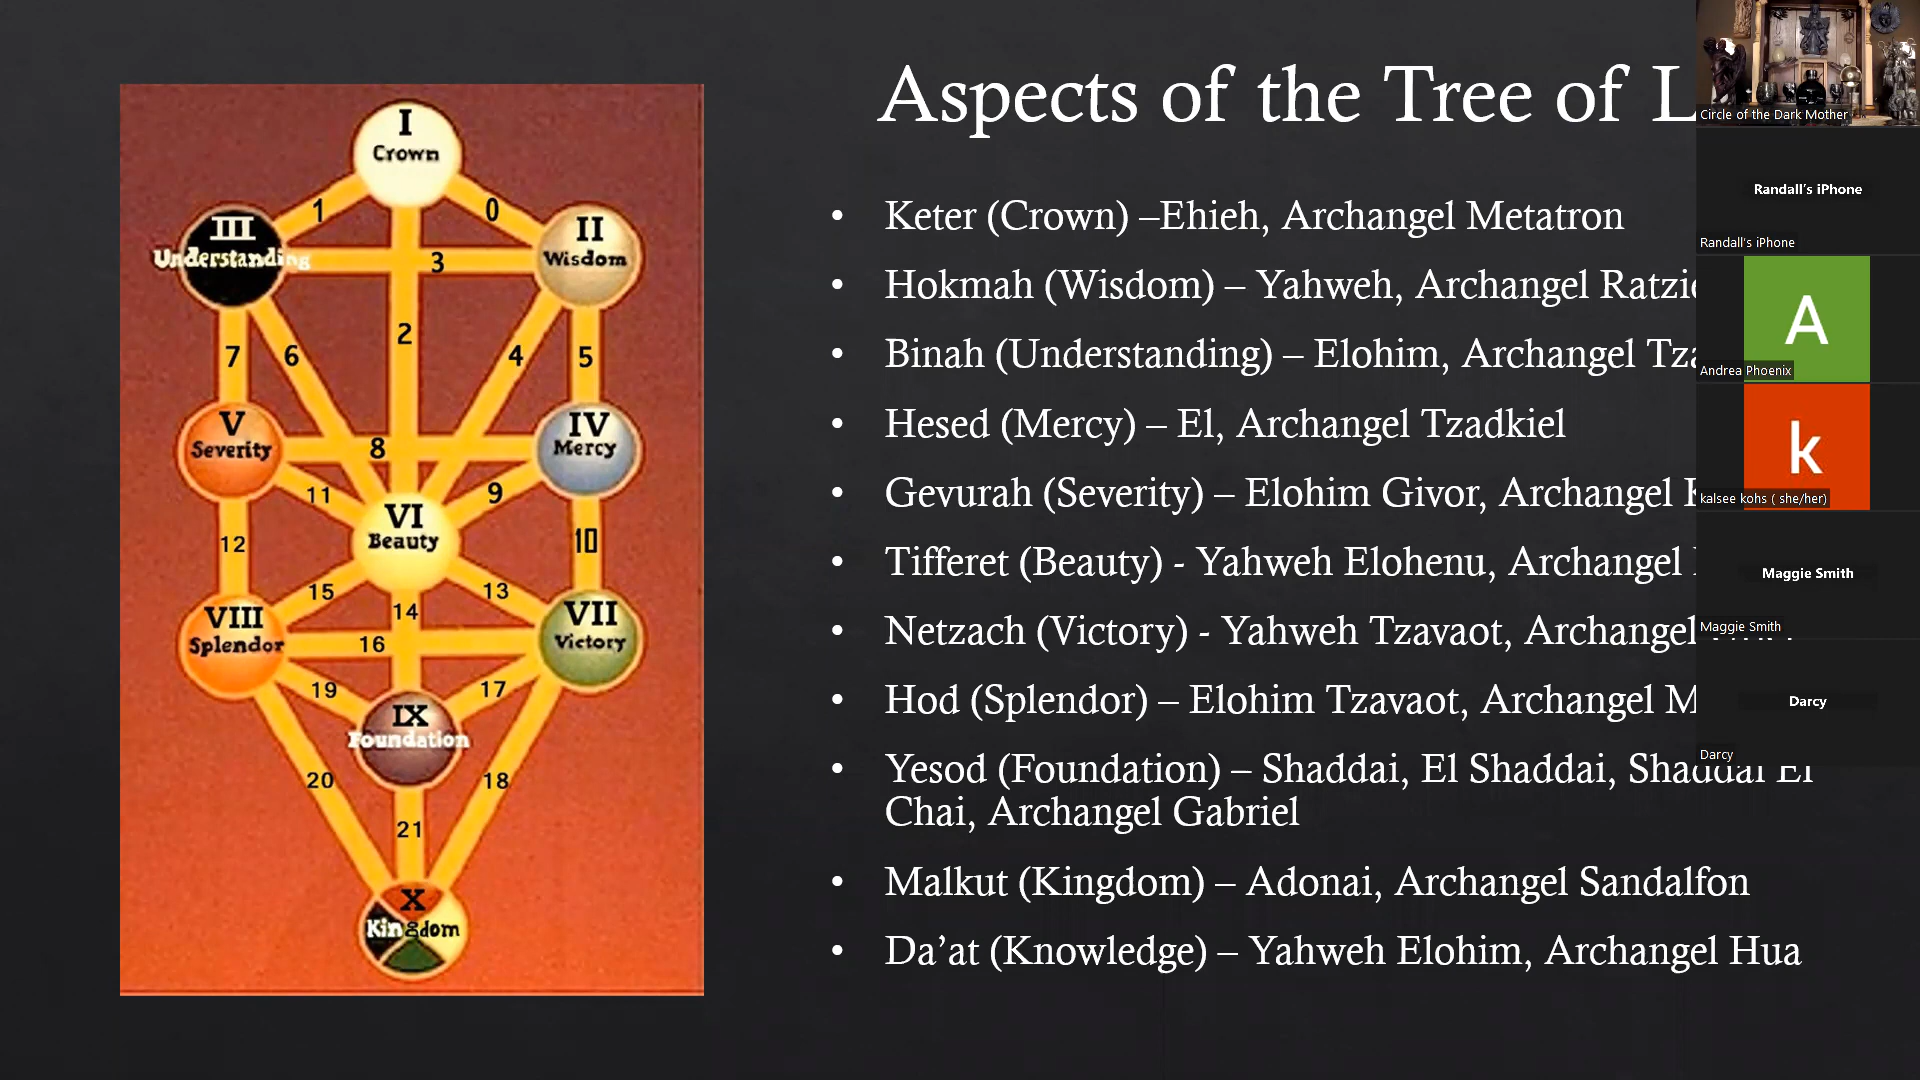 Aspects of the Tree of
I
Crown
1
0
III
Understanding
II
Wisdom
3
2
7
6
4
5
V
Severity
IV
Mercy
8
11
9
VI
Beauty
12
10
15
13
14
VIII
Splendor
VII
Victory
16
19
17
IX
Foundation
20
18
21
X
Kingdom
• Keter (Crown) –Ehieh, Archangel Metatron
• Hokmah (Wisdom) – Yahweh, Archangel
• Binah (Understanding) – Elohim, Archangel
• Hesed (Mercy) – El, Archangel Tzadkiel
• Gevurah (Severity) – Elohim Givor, Archangel
• Tifferet (Beauty) - Yahweh Elohenu, Archangel
• Netzach (Victory) - Yahweh Tzavaot, Archangel
• Hod (Splendor) – Elohim Tzavaot, Archangel
• Yesod (Foundation) – Shaddai, El Shaddai, Shaddai El
Chai, Archangel Gabriel
• Malkut (Kingdom) – Adonai, Archangel Sandalfon
• Da’at (Knowledge) – Yahweh Elohim, Archangel Hua
Circle of the Dark Mother
Randall's iPhone
Randall's iPhone
A
Andrea Phoenix
k
kalsee kohs ( she/her)
Maggie Smith
Maggie Smith
Darcy
Darcy